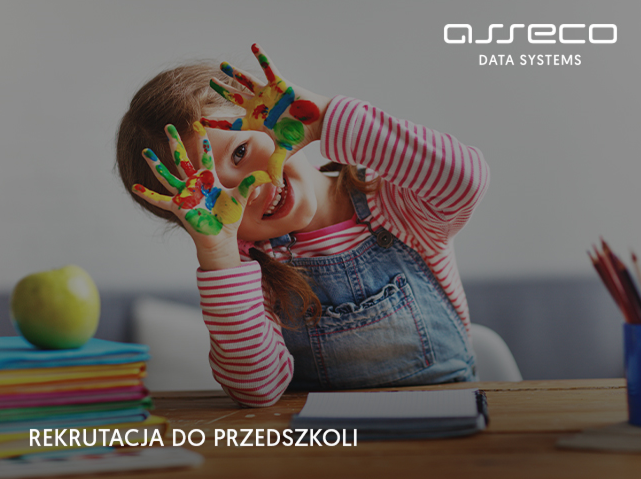 asseco
DATA SYSTEMS
REKRUTACJA DO PRZEDSZKOLI